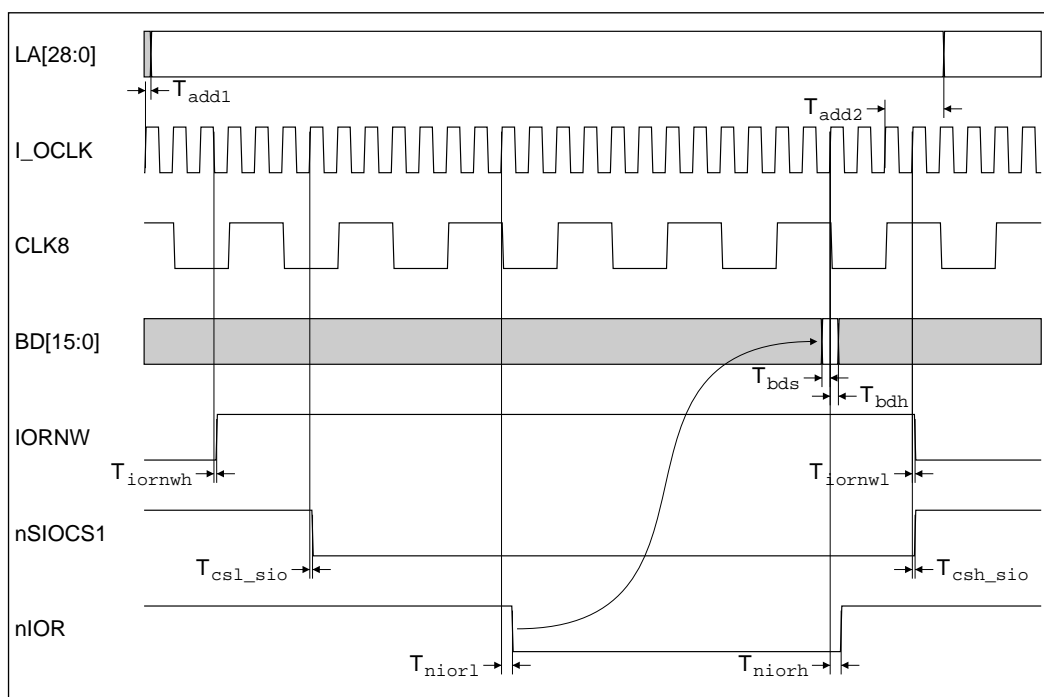 LA[28:0]
Tadd1
Tadd2
I_OCLK
CLK8
BD[15:0]
Tbds
Tbdh
IORNW
Tiornwh
Tiornwl
nSIOCS1
Tcsl_sio
Tcsh_sio
nIOR
Tniorl
Tniorh